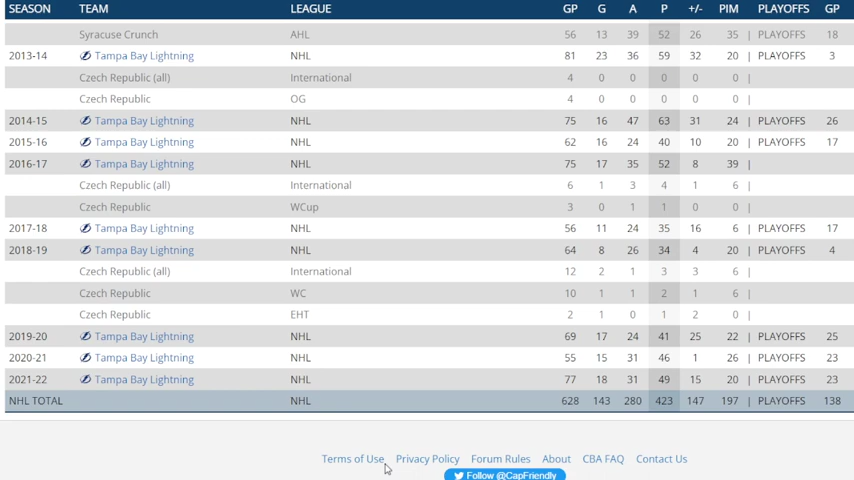 SEASON TEAM LEAGUE GP G A P +/- PIM PLAYOFFS GP
Syracuse Crunch AHL 56 13 39 52 26 35 | PLAYOFFS 18
2013-14 Tampa Bay Lightning NHL 81 23 36 59 32 20 | PLAYOFFS 3
Czech Republic (all) International 4 0 0 0 0 0 |
Czech Republic OG 4 0 0 0 0 0 |
2014-15 Tampa Bay Lightning NHL 75 16 47 63 31 24 | PLAYOFFS 26
2015-16 Tampa Bay Lightning NHL 62 16 24 40 10 20 | PLAYOFFS 17
2016-17 Tampa Bay Lightning NHL 75 17 35 52 8 39 |
Czech Republic (all) International 6 1 3 4 1 6 |
Czech Republic WCup 3 0 1 1 0 0 |
2017-18 Tampa Bay Lightning NHL 56 11 24 35 16 6 | PLAYOFFS 17
2018-19 Tampa Bay Lightning NHL 64 8 26 34 4 20 | PLAYOFFS 4
Czech Republic (all) International 12 2 1 3 3 6 |
Czech Republic WC 10 1 1 2 1 6 |
Czech Republic EHT 2 1 0 1 2 0 |
2019-20 Tampa Bay Lightning NHL 69 17 24 41 25 22 | PLAYOFFS 25
2020-21 Tampa Bay Lightning NHL 55 15 31 46 1 26 | PLAYOFFS 23
2021-22 Tampa Bay Lightning NHL 77 18 31 49 15 20 | PLAYOFFS 23
NHL TOTAL NHL 628 143 280 423 147 197 | PLAYOFFS 138
Terms of Use Privacy Policy Forum Rules About CBA FAQ Contact Us
Follow @CapFriendly